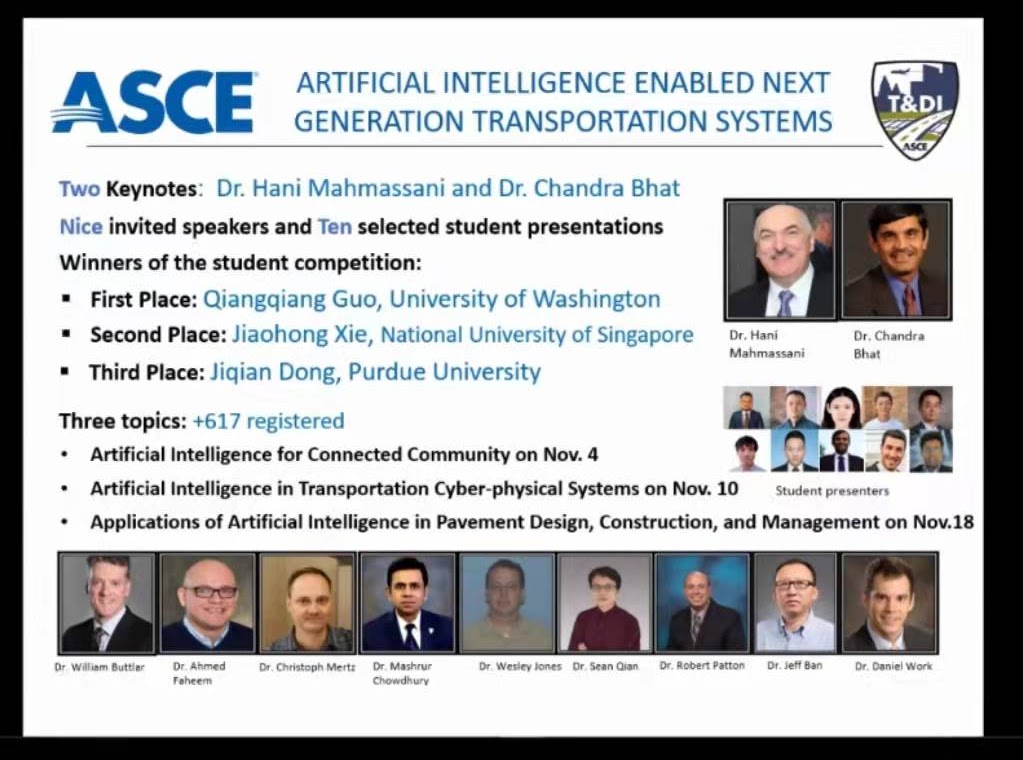 ASCE
ARTIFICIAL INTELLIGENCE ENABLED NEXT
GENERATION TRANSPORTATION SYSTEMS
T&DI
ASCE
Two Keynotes: Dr. Hani Mahmassani and Dr. Chandra Bhat
Nice invited speakers and Ten selected student presentations
Winners of the student competition:
▪ First Place: Qiangqiang Guo, University of Washington
▪ Second Place: Jiaohong Xie, National University of Singapore
▪ Third Place: Jiqian Dong, Purdue University
Dr. Hani
Mahmassani
Dr. Chandra
Bhat
Three topics: +617 registered
• Artificial Intelligence for Connected Community on Nov. 4
• Artificial Intelligence in Transportation Cyber-physical Systems on Nov. 10
Student presenters
• Applications of Artificial Intelligence in Pavement Design, Construction, and Management on Nov.18
Dr. William Buttlar
Dr. Ahmed
Faheem
Dr. Christoph Mertz
Dr. Mashrur
Chowdhury
Dr. Wesley Jones
Dr. Sean Qian
Dr. Robert Patton
Dr. Jeff Ban
Dr. Daniel Work